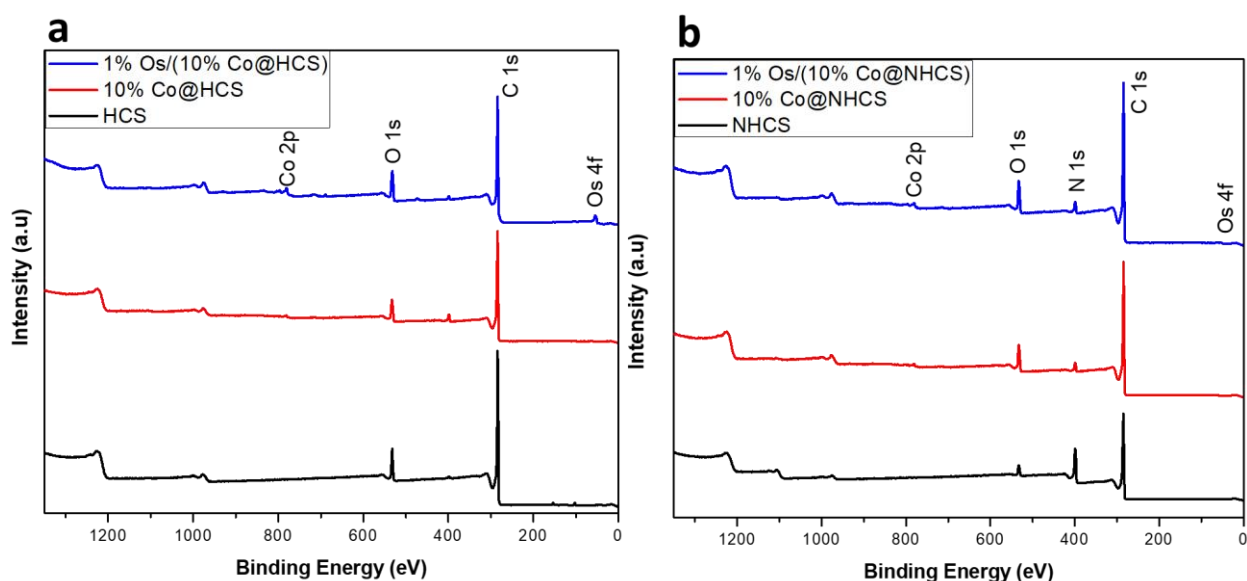 a
1% Os/(10% Co@HCS)
10% Co@HCS
HCS
Co 2p
O 1s
C 1s
Os 4f
Intensity (a.u)
1200 1000 800 600 400 200 0
Binding Energy (eV)
b
1% Os/(10% Co@NHCS)
10% Co@NHCS
NHCS
Co 2p
O 1s
N 1s
C 1s
Os 4f
Intensity (a.u)
1200 1000 800 600 400 200 0
Binding Energy (eV)